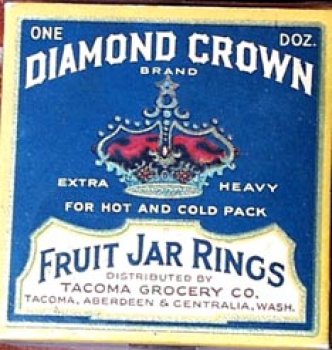 ONE DOZ.
DIAMOND CROWN
BRAND
EXTRA HEAVY
FOR HOT AND COLD PACK
FRUIT JAR RINGS
DISTRIBUTED BY
TACOMA GROCERY CO.
TACOMA, ABERDEEN & CENTRALIA, WASH.